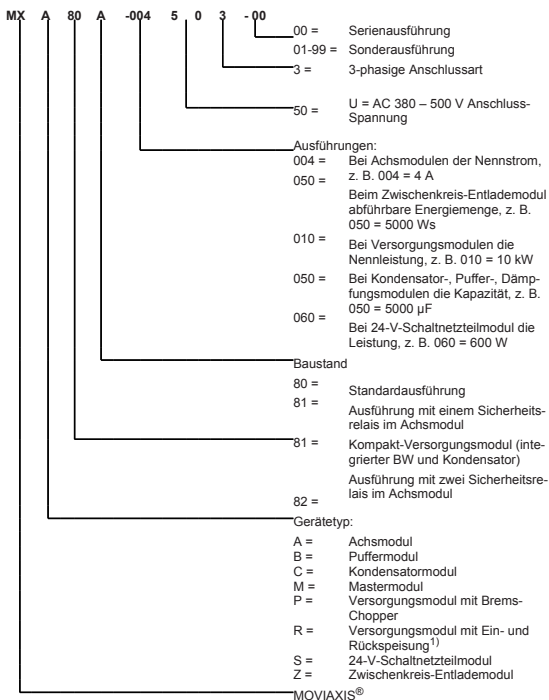 MX A 80 A -004 5 0 3 - 00
00 = Serienausführung
01-99 = Sonderausführung
3 = 3-phasige Anschlussart
50 = U = AC 380 – 500 V Anschluss-
Spannung
Ausführungen:
004 = Bei Achsmodulen der Nennstrom,
z. B. 004 = 4 A
050 =
Beim Zwischenkreis-Entlademodul
abführbare Energiemenge, z. B.
050 = 5000 Ws
010 =
Bei Versorgungsmodulen die
Nennleistung, z. B. 010 = 10 kW
050 = Bei Kondensator-, Puffer-, Dämp-
fungsmodulen die Kapazität, z. B.
050 = 5000 µF
060 =
Bei 24-V-Schaltnetzteilmodul die
Leistung, z. B. 060 = 600 W
Baustand
80 =
Standardausführung
81 =
Ausführung mit einem Sicherheits-
relais im Achsmodul
81 = Kompakt-Versorgungsmodul (inte-
grierter BW und Kondensator)
Ausführung mit zwei Sicherheitsre-
lais im Achsmodul
82 =
Gerätetyp:
A = Achsmodul
B = Puffermodul
C = Kondensatormodul
M = Mastermodul
P = Versorgungsmodul mit Brems-
Chopper
R = Versorgungsmodul mit Ein- und
Rückspeisung1)
S = 24-V-Schaltnetzteilmodul
Z = Zwischenkreis-Entlademodul
MOVIAXIS®